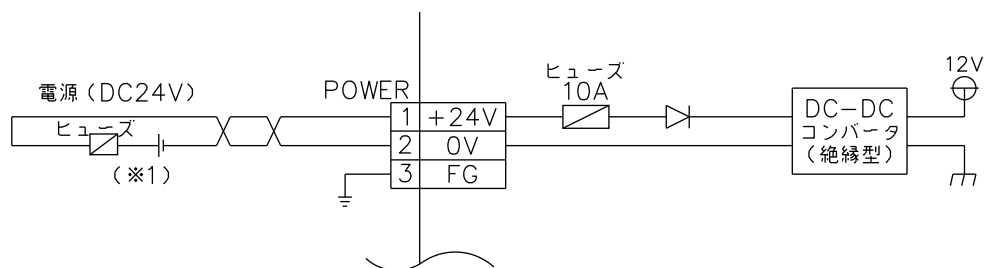 電源（DC24V）
ヒューズ
（※1）
POWER
1 +24V
2 0V
3 FG
ヒューズ
10A
DC−DC
コンバータ
（絶縁型）
12V